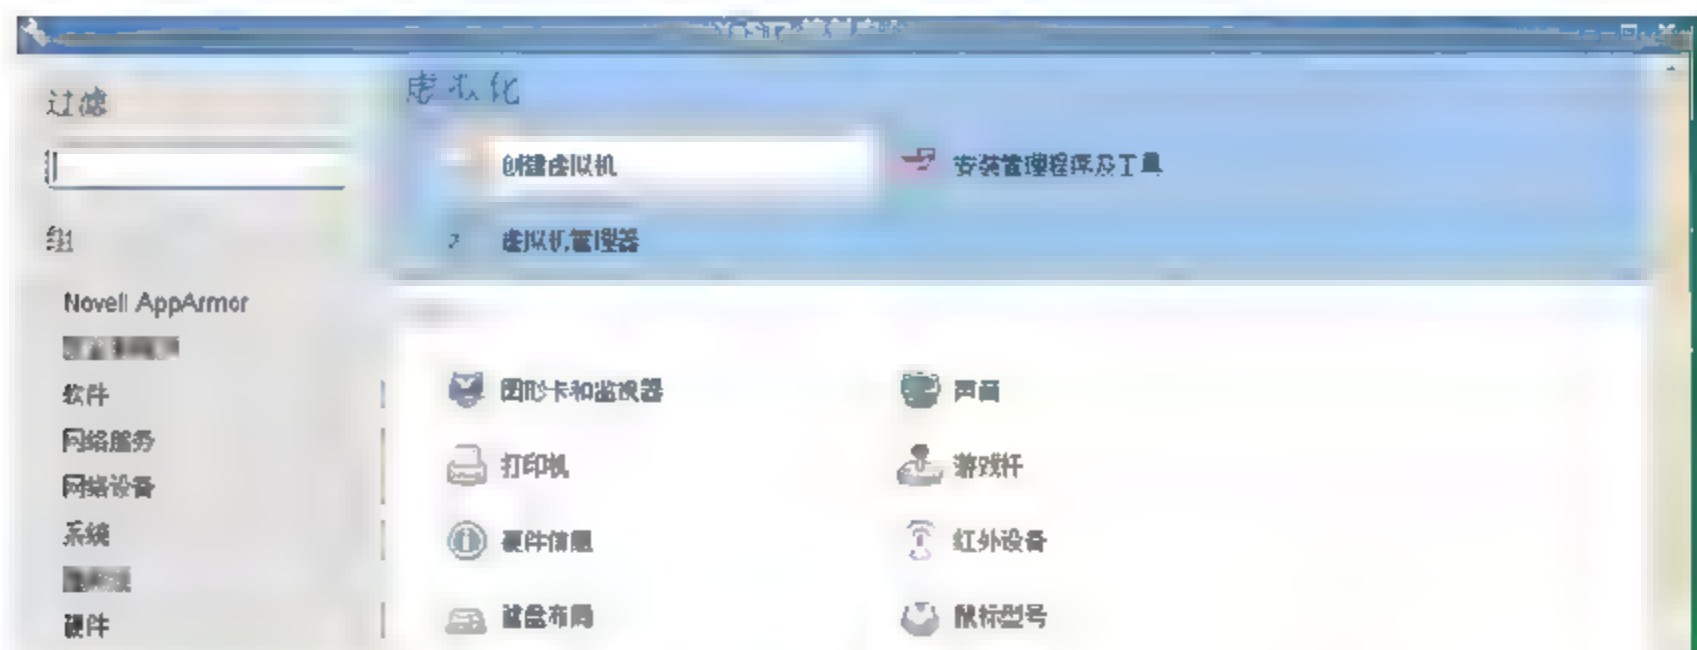 过滤
组
Novell AppArmor
软件
网络服务
网络设备
系统
硬件
虚拟化
创建虚拟机
安装管理程序及工具
虚拟机管理器
图形卡和监视器
声音
打印机
游戏杆
硬件信息
红外设备
键盘布局
鼠标型号